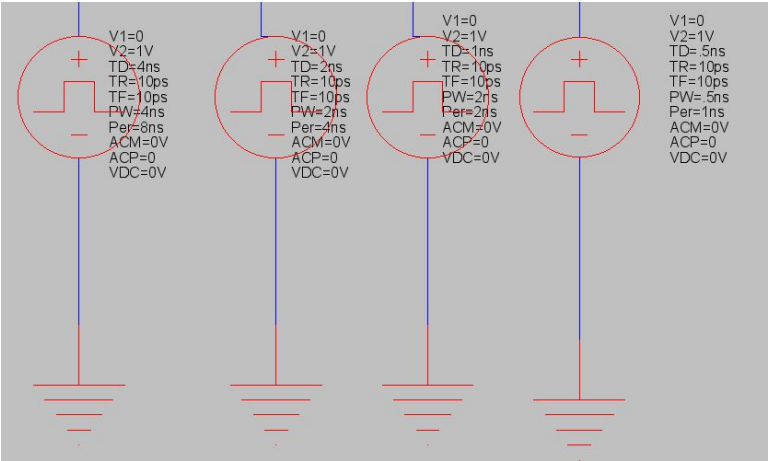 V1=0
V2=1V
TD=4ns
TR=10ps
TF=10ps
PW=4ns
Per=8ns
ACM=0V
ACP=0
VDC=0V
V1=0
V2=1V
TD=2ns
TR=10ps
TF=10ps
PW=2ns
Per=4ns
ACM=0V
ACP=0
VDC=0V
V1=0
V2=1V
TD=1ns
TR=10ps
TF=10ps
PW=2ns
Per=2ns
ACM=0V
ACP=0
VDC=0V
V1=0
V2=1V
TD=.5ns
TR=10ps
TF=10ps
PW=.5ns
Per=1ns
ACM=0V
ACP=0
VDC=0V